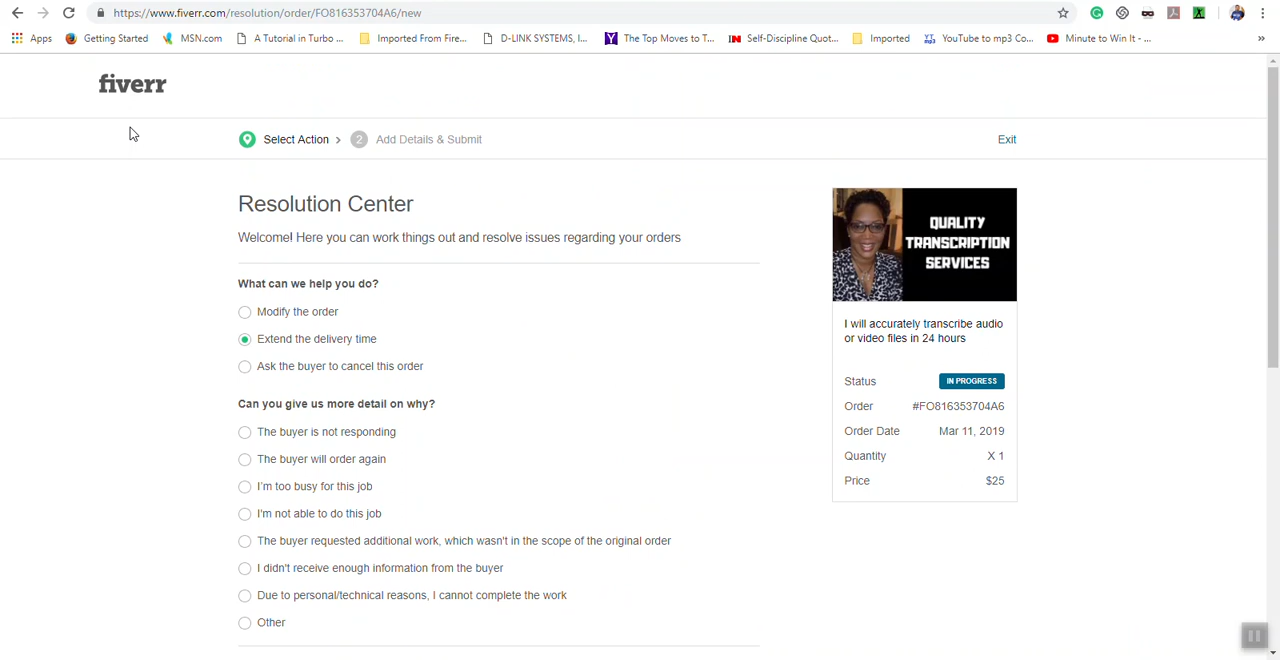 https://www.fiverr.com/resolution/order/FO816353704A6/new
Apps
Getting Started
MSN.com
A Tutorial in Turbo ...
Imported From Fire...
D-LINK SYSTEMS, I...
The Top Moves to T...
Self-Discipline Quot...
Imported
YouTube to mp3 Co...
Minute to Win It - ...
»
fiverr
Select Action >
2 Add Details & Submit
Exit
Resolution Center
Welcome! Here you can work things out and resolve issues regarding your orders
What can we help you do?
Modify the order
Extend the delivery time
Ask the buyer to cancel this order
Can you give us more detail on why?
The buyer is not responding
The buyer will order again
I'm too busy for this job
I'm not able to do this job
The buyer requested additional work, which wasn't in the scope of the original order
I didn't receive enough information from the buyer
Due to personal/technical reasons, I cannot complete the work
Other
QUALITY
TRANSCRIPTION
SERVICES
I will accurately transcribe audio
or video files in 24 hours
Status IN PROGRESS
Order #FO816353704A6
Order Date Mar 11, 2019
Quantity X 1
Price $25